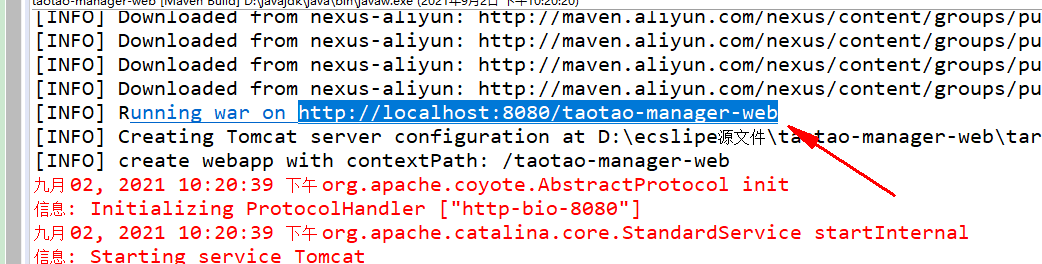 taotao-manager-web [Maven Build] D:\javajdk\java\bin\javaw.exe (2021年9月2日 下午10:20:20)
[INFO] Downloaded from nexus-aliyun: http://maven.aliyun.com/nexus/content/groups/pu
[INFO] Downloaded from nexus-aliyun: http://maven.aliyun.com/nexus/content/groups/pu
[INFO] Downloaded from nexus-aliyun: http://maven.aliyun.com/nexus/content/groups/pu
[INFO] Downloaded from nexus-aliyun: http://maven.aliyun.com/nexus/content/groups/pu
[INFO] Running war on http://localhost:8080/taotao-manager-web
[INFO] Creating Tomcat server configuration at D:\ecslipe源文件\taotao-manager-web\tar
[INFO] create webapp with contextPath: /taotao-manager-web
九月 02, 2021 10:20:39 下午 org.apache.coyote.AbstractProtocol init
信息: Initializing ProtocolHandler ["http-bio-8080"]
九月 02, 2021 10:20:39 下午 org.apache.catalina.core.StandardService startInternal
信息: Starting service Tomcat